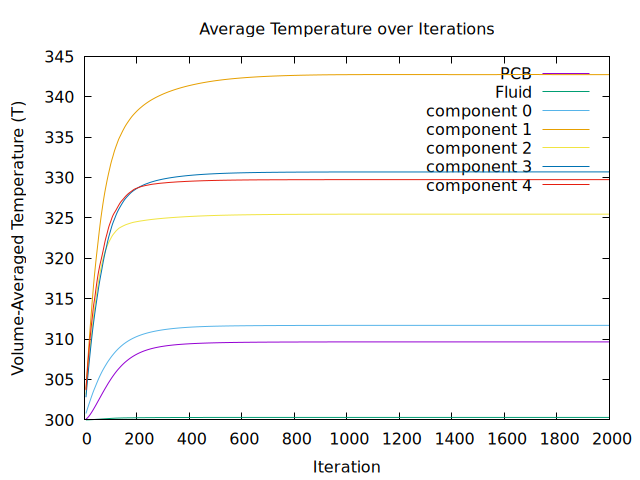 Average Temperature over Iterations
345
340
335
330
325
320
315
310
305
300
Volume-Averaged Temperature (T)
PCB
Fluid
component 0
component 1
component 2
component 3
component 4
0 200 400 600 800 1000 1200 1400 1600 1800 2000
Iteration